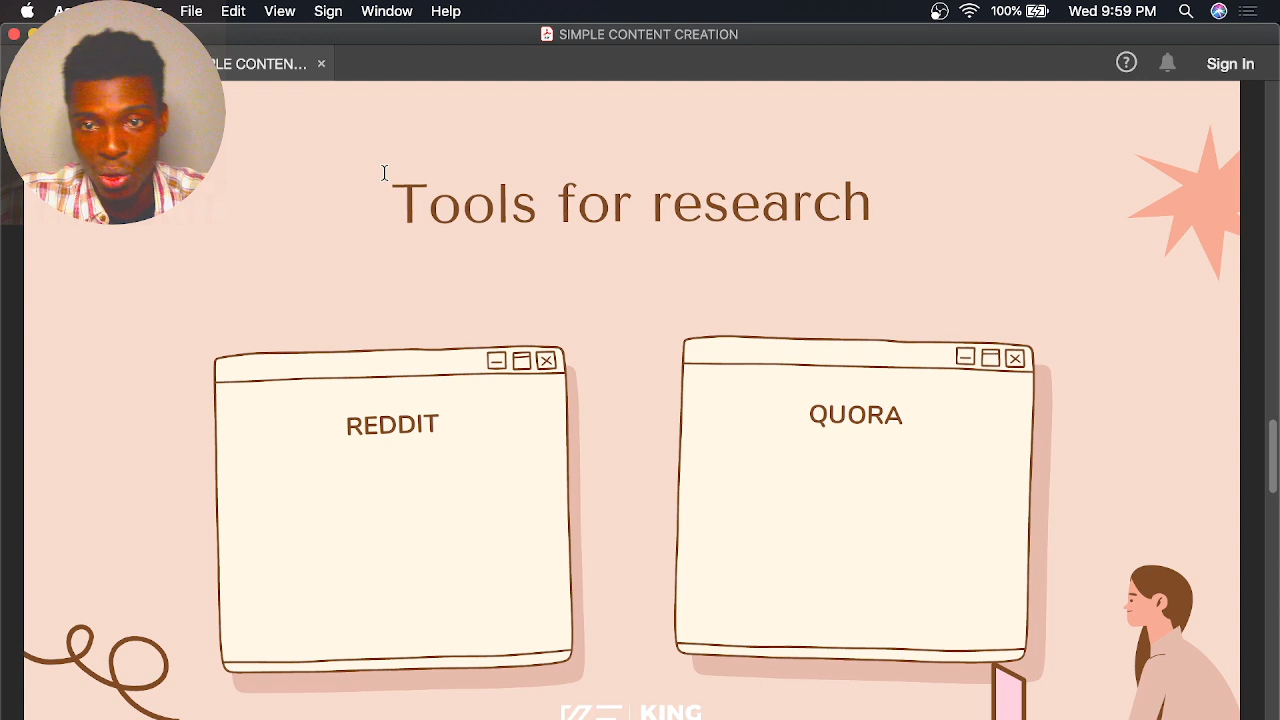 File Edit View Sign Window Help
100% Wed 9:59 PM
SIMPLE CONTENT CREATION
PLE CONTEN... ×
Sign In
Tools for research
REDDIT
QUORA
KING